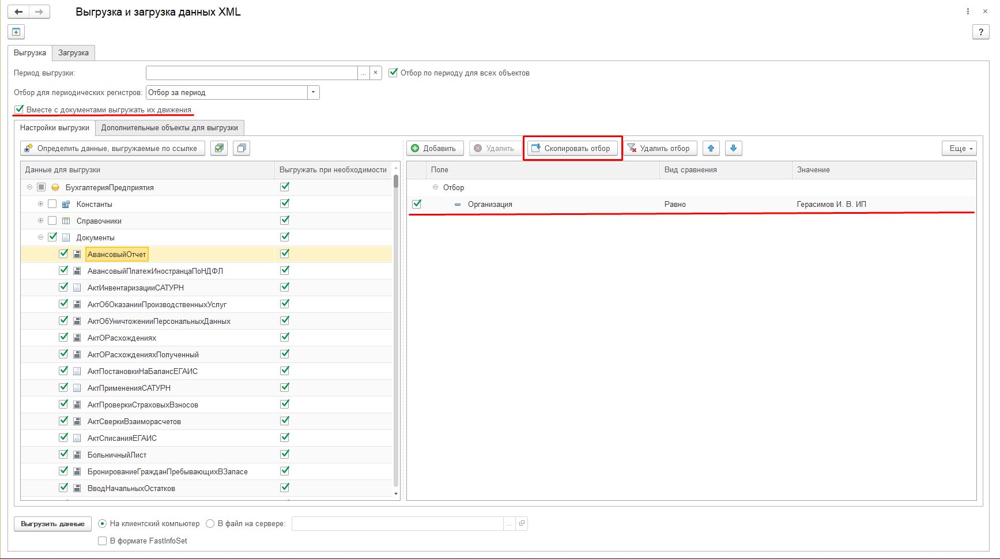 Выгрузка и загрузка данных XML
?
Выгрузка Загрузка
Период выгрузки: ... × Отбор по периоду для всех объектов
Отбор для периодических регистров: Отбор за период
Вместе с документами выгружать их движения
Настройки выгрузки Дополнительные объекты для выгрузки
Определить данные, выгружаемые по ссылке Добавить Удалить Скопировать отбор Удалить отбор Еще
Данные для выгрузки Выгружать при необходимости Поле Вид сравнения Значение
БухгалтерияПредприятия Отбор
Константы Организация Равно Герасимов И. В. ИП
Справочники
Документы
АвансовыйОтчет
АвансовыйПлатежИностранцаПоНДФЛ
АктИнвентаризацииСАТУРН
АктОбОказанииПроизводственныхУслуг
АктОбУничтоженииПерсональныхДанных
АктОРасхождениях
АктОРасхожденияхПолученный
АктПостановкиНаБалансЕГАИС
АктПримененияСАТУРН
АктПроверкиСтраховыхВзносов
АктСверкиВзаиморасчетов
АктСписанияЕГАИС
БольничныйЛист
БронированиеГражданПребывающихВЗапасе
ВводНачальныхОстатков
Выгрузить данные На клиентский компьютер В файл на сервере: ...
В формате FastInfoSet